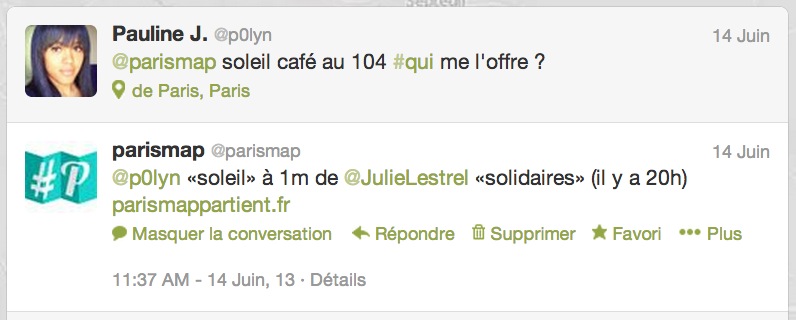 Septeuil
Pauline J. @p0lyn 14 Juin
@parismap soleil café au 104 #qui me l'offre ?
de Paris, Paris
#P
parismap @parismap 14 Juin
@p0lyn «soleil» à 1m de @JulieLestrel «solidaires» (il y a 20h)
parismappartient.fr
Masquer la conversation Répondre Supprimer Favori ••• Plus
11:37 AM - 14 Juin, 13 · Détails